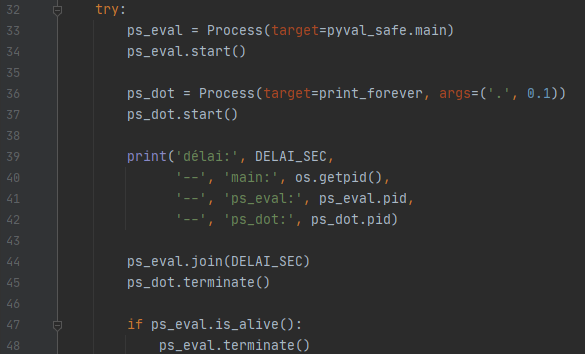 32 try:
33 ps_eval = Process(target=pyval_safe.main)
34 ps_eval.start()
35
36 ps_dot = Process(target=print_forever, args=('.', 0.1))
37 ps_dot.start()
38
39 print('délai:', DELAI_SEC,
40 '--', 'main:', os.getpid(),
41 '--', 'ps_eval:', ps_eval.pid,
42 '--', 'ps_dot:', ps_dot.pid)
43
44 ps_eval.join(DELAI_SEC)
45 ps_dot.terminate()
46
47 if ps_eval.is_alive():
48 ps_eval.terminate()